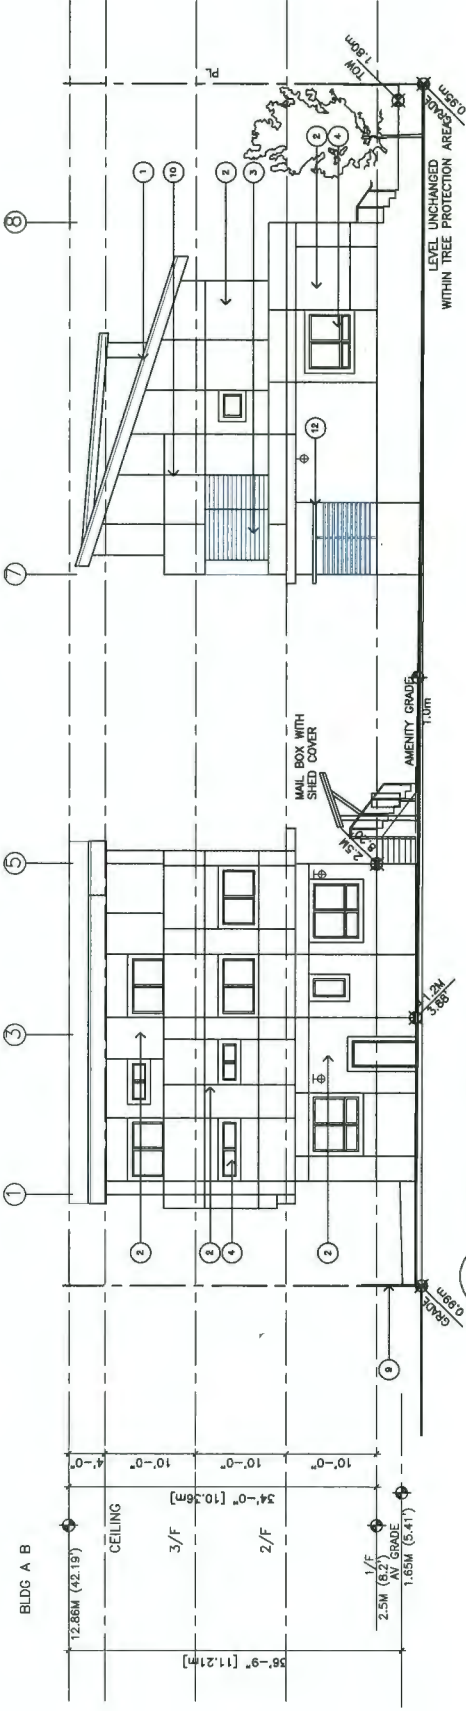 BLDG A B
12.86M (42.19')
CEILING
3/F
2/F
1/F
2.5M (8.2')
AV GRADE
1.65M (5.41')
4'-0"
10'-0"
10'-0"
10'-0"
34'-0" [10.36m]
36'-9" [11.21m]
1
3
5
7
8
2
2
4
2
9
GRADE
0.99m
1.2M
3.88'
2.5M
8.20'
MAIL BOX WITH
SHED COVER
AMENITY GRADE
1.0m
12
1
10
2
3
2
4
PL
TOW
1.80m
GRADE
0.95m
LEVEL UNCHANGED
WITHIN TREE PROTECTION AREA